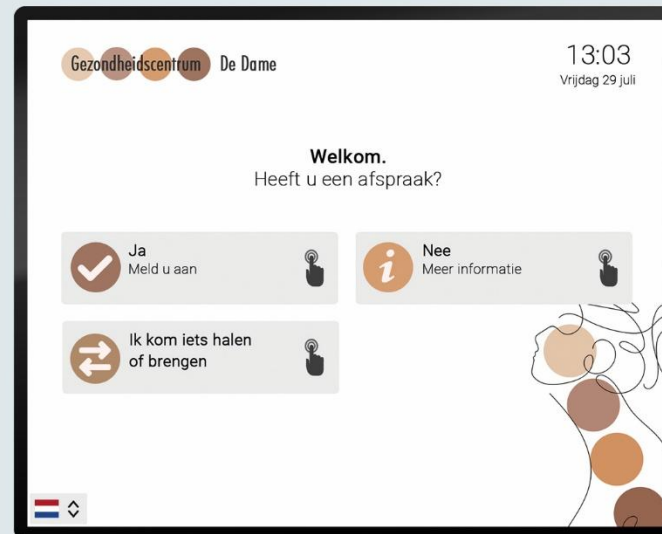 Gezondheidscentrum De Dame
13:03
Vrijdag 29 juli
Welkom.
Heeft u een afspraak?
Ja
Meld u aan
Nee
Meer informatie
Ik kom iets halen
of brengen